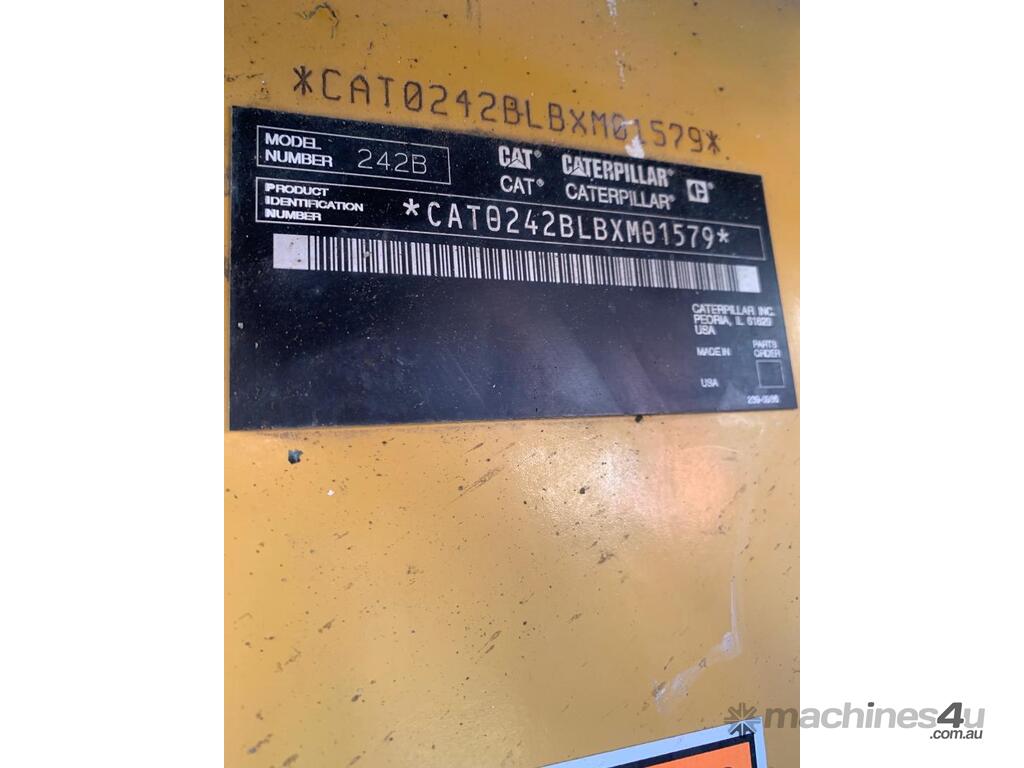 *CAT0242BLBXM01579*
MODEL
NUMBER 242B
CAT® CATERPILLAR® C®
CAT® CATERPILLAR®
PRODUCT
IDENTIFICATION
NUMBER
*CAT0242BLBXM01579*
CATERPILLAR INC.
PEORIA, IL 61629
USA
MADE IN
USA
PARTS
ORDER
machines4u
.com.au